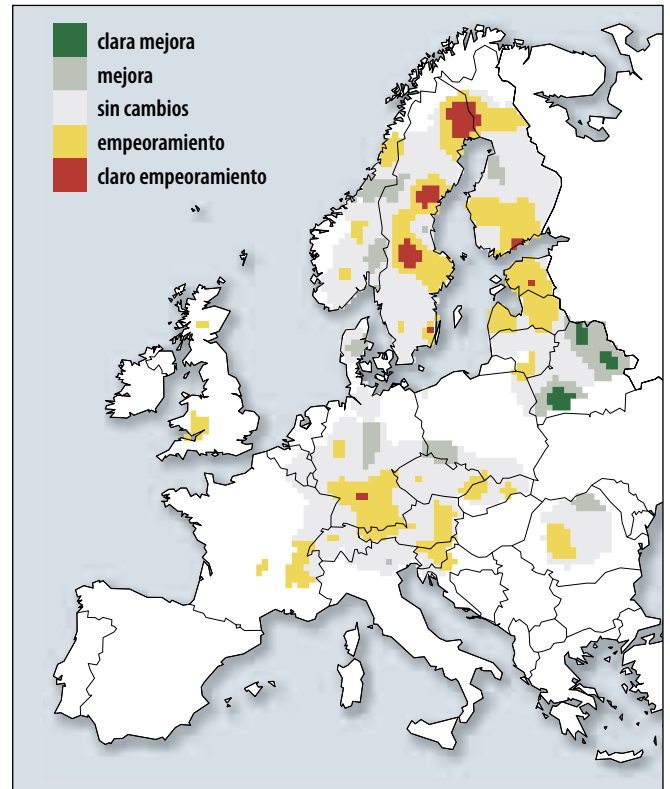 clara mejora
mejora
sin cambios
empeoramiento
claro empeoramiento